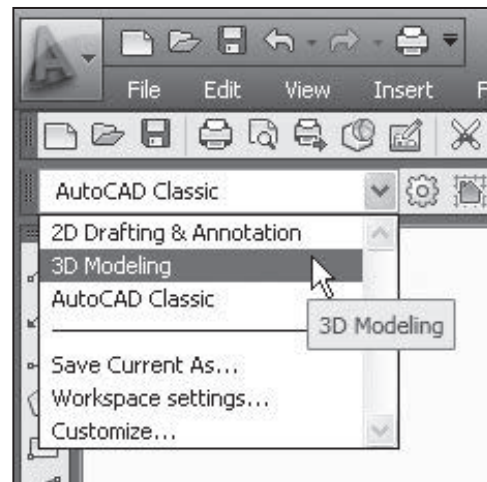 File Edit View Insert F
AutoCAD Classic
2D Drafting & Annotation
3D Modeling
AutoCAD Classic
3D Modeling
Save Current As...
Workspace settings...
Customize...